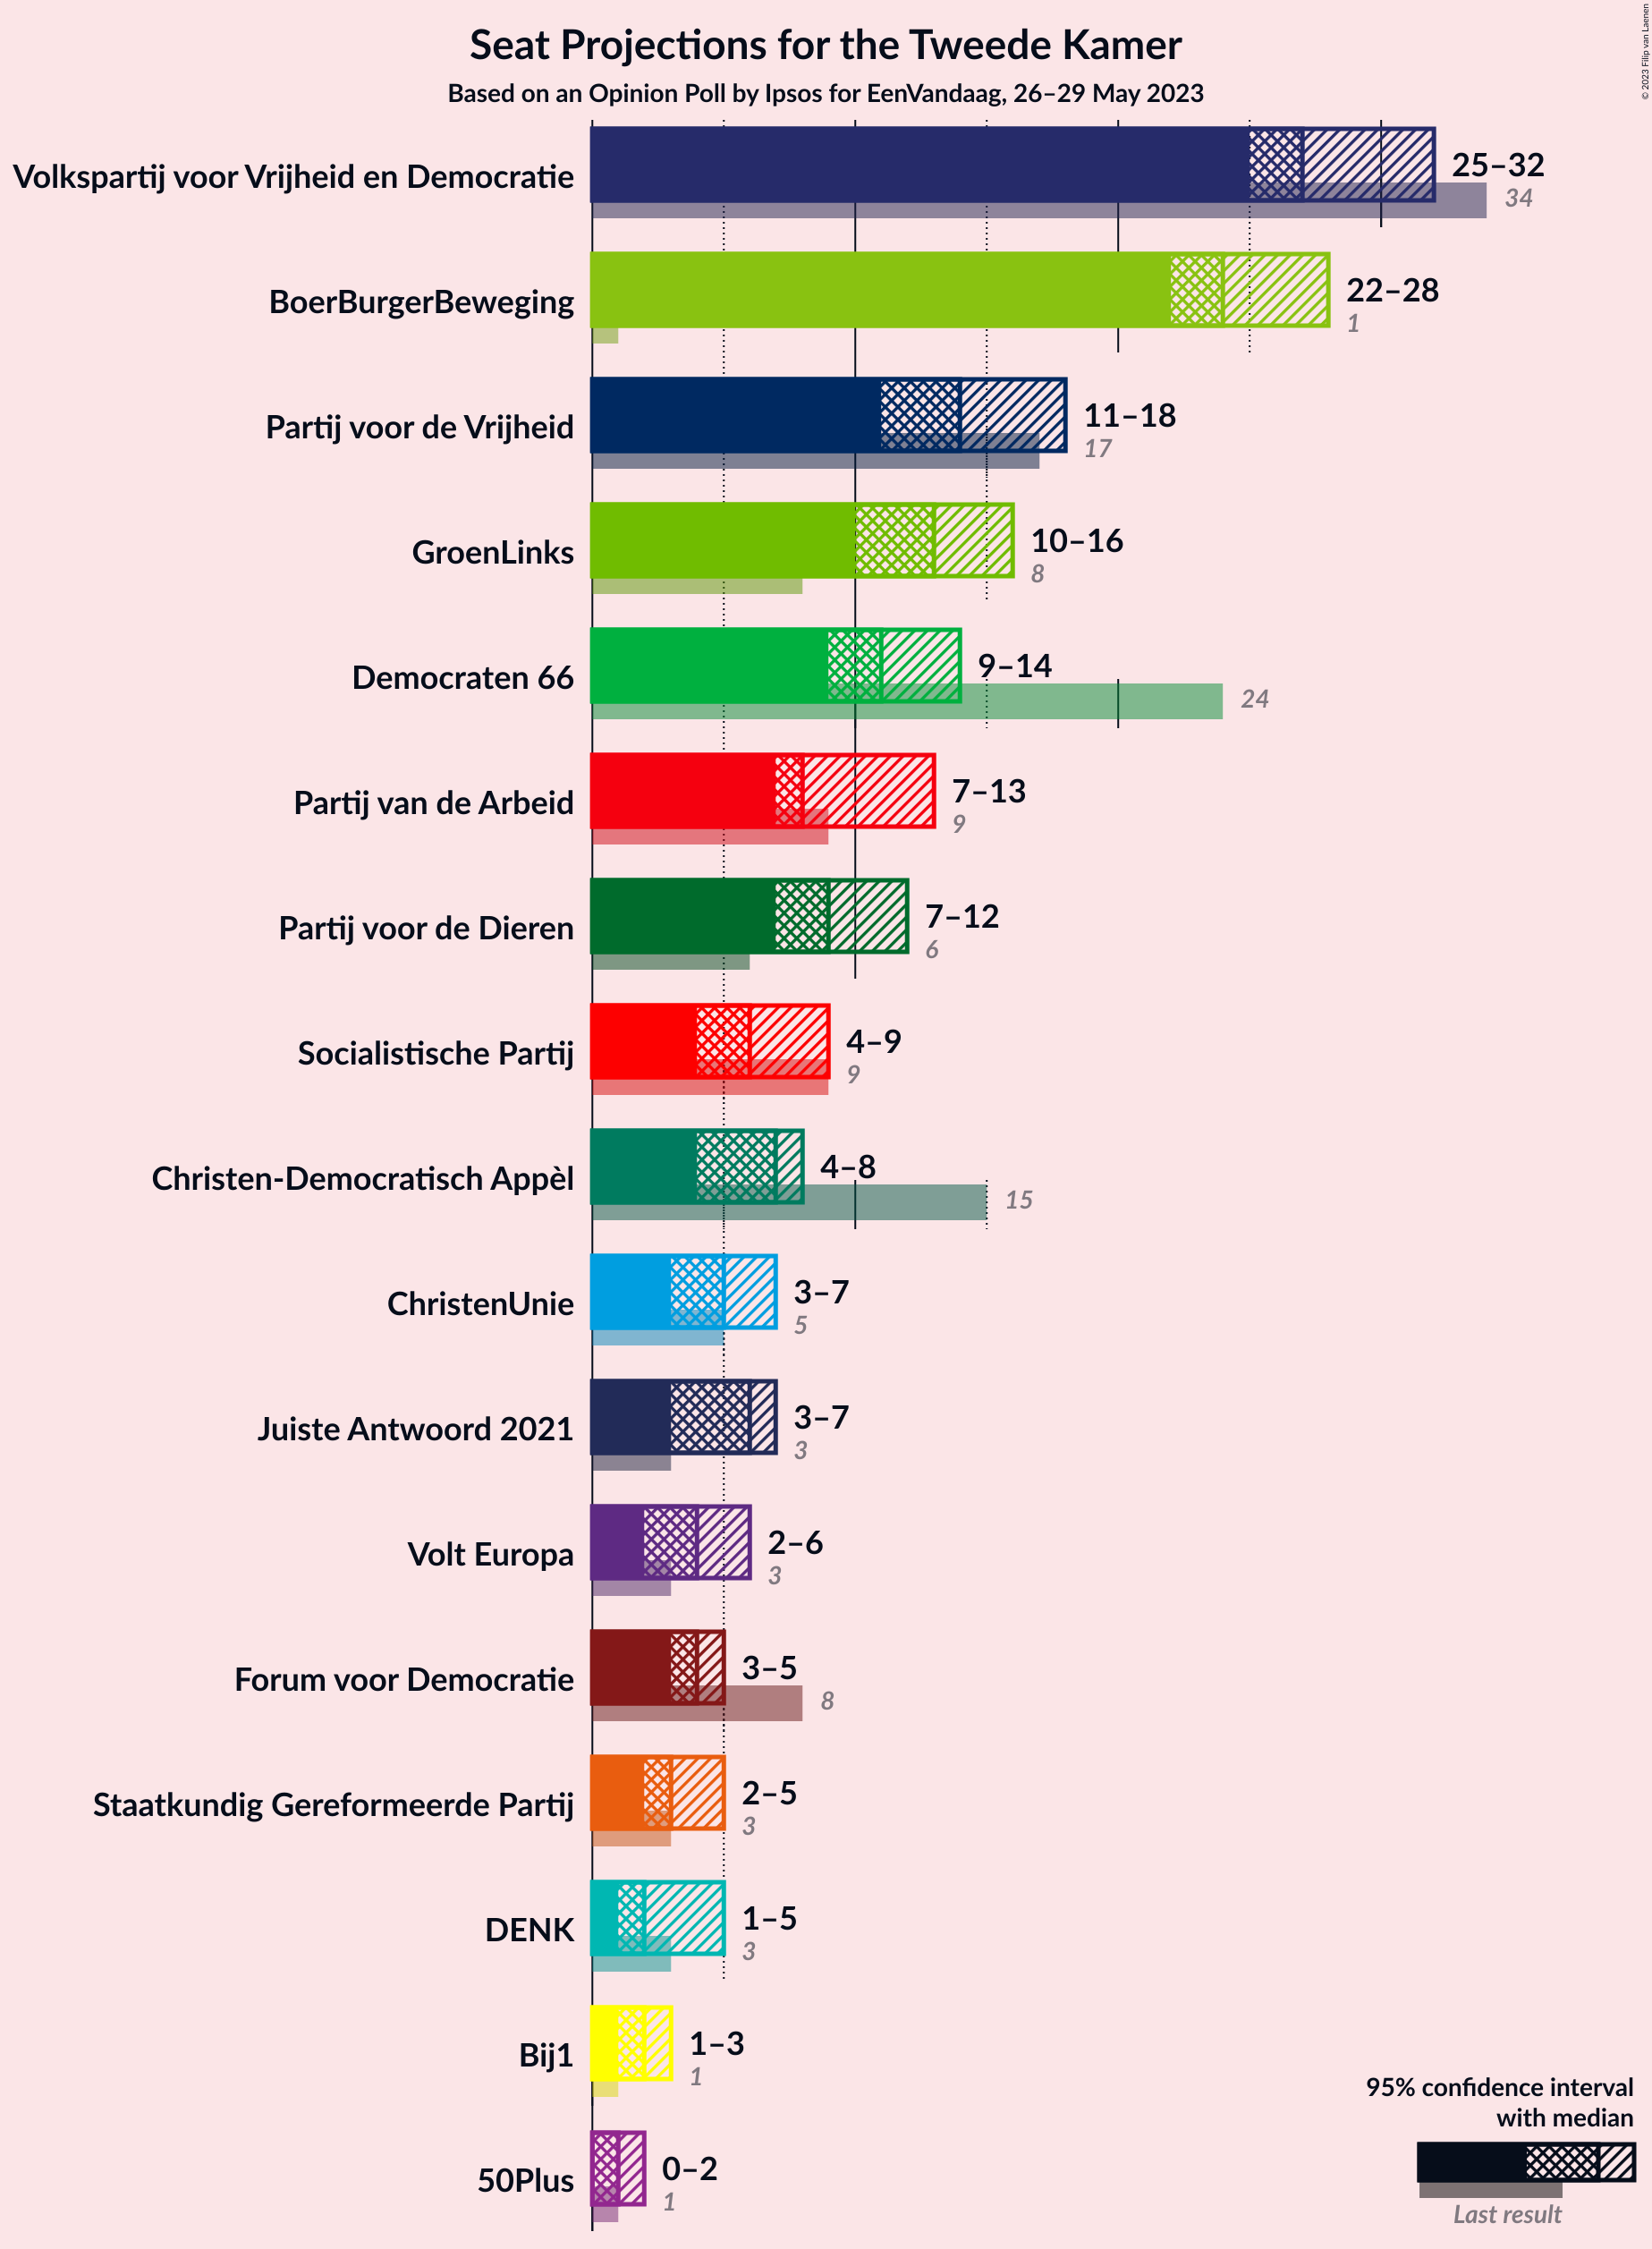 Seat Projections for the Tweede Kamer
Based on an Opinion Poll by Ipsos for EenVandaag, 26–29 May 2023
© 2023 Filip van Laenen
Volkspartij voor Vrijheid en Democratie
25–32
34
BoerBurgerBeweging
22–28
1
Partij voor de Vrijheid
11–18
17
GroenLinks
10–16
8
Democraten 66
9–14
24
Partij van de Arbeid
7–13
9
Partij voor de Dieren
7–12
6
Socialistische Partij
4–9
9
Christen-Democratisch Appèl
4–8
15
ChristenUnie
3–7
5
Juiste Antwoord 2021
3–7
3
Volt Europa
2–6
3
Forum voor Democratie
3–5
8
Staatkundig Gereformeerde Partij
2–5
3
DENK
1–5
3
Bij1
1–3
1
50Plus
0–2
1
95% confidence interval
with median
Last result